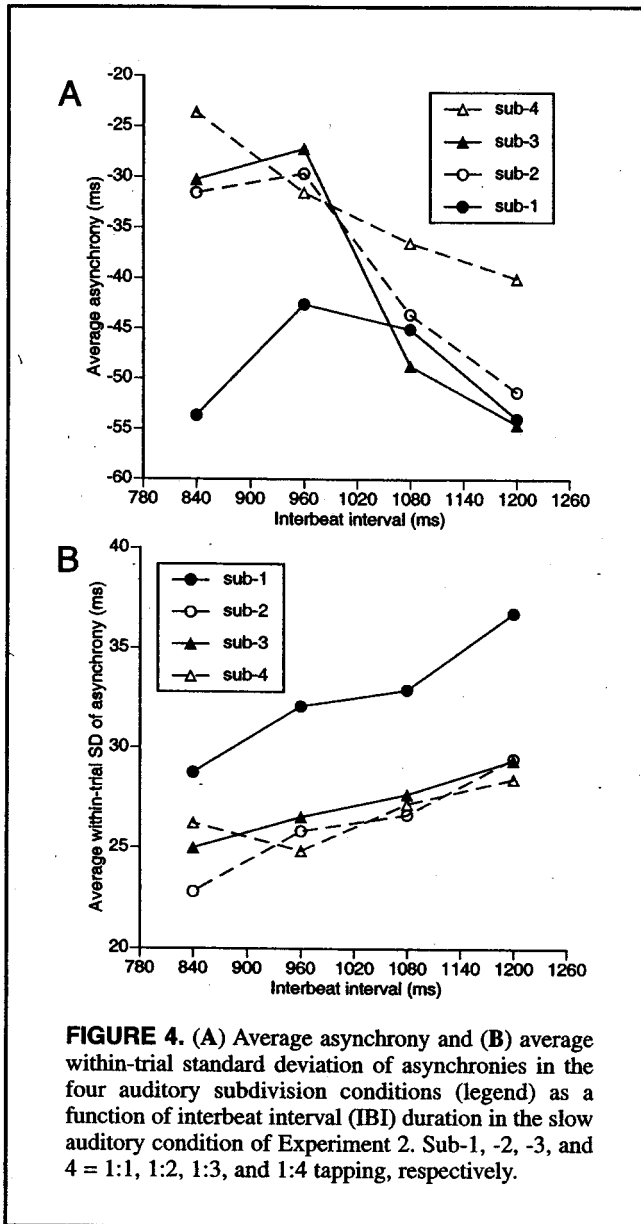 A
-20
-25
-30
-35
-40
-45
-50
-55
-60
Average asynchrony (ms)
sub-4
sub-3
sub-2
sub-1
780 840 900 960 1020 1080 1140 1200 1260
Interbeat interval (ms)
B
40
35
30
25
20
Average within-trial SD of asynchrony (ms)
sub-1
sub-2
sub-3
sub-4
780 840 900 960 1020 1080 1140 1200 1260
Interbeat interval (ms)
FIGURE 4. (A) Average asynchrony and (B) average
within-trial standard deviation of asynchronies in the
four auditory subdivision conditions (legend) as a
function of interbeat interval (IBI) duration in the slow
auditory condition of Experiment 2. Sub-1, -2, -3, and
4 = 1:1, 1:2, 1:3, and 1:4 tapping, respectively.